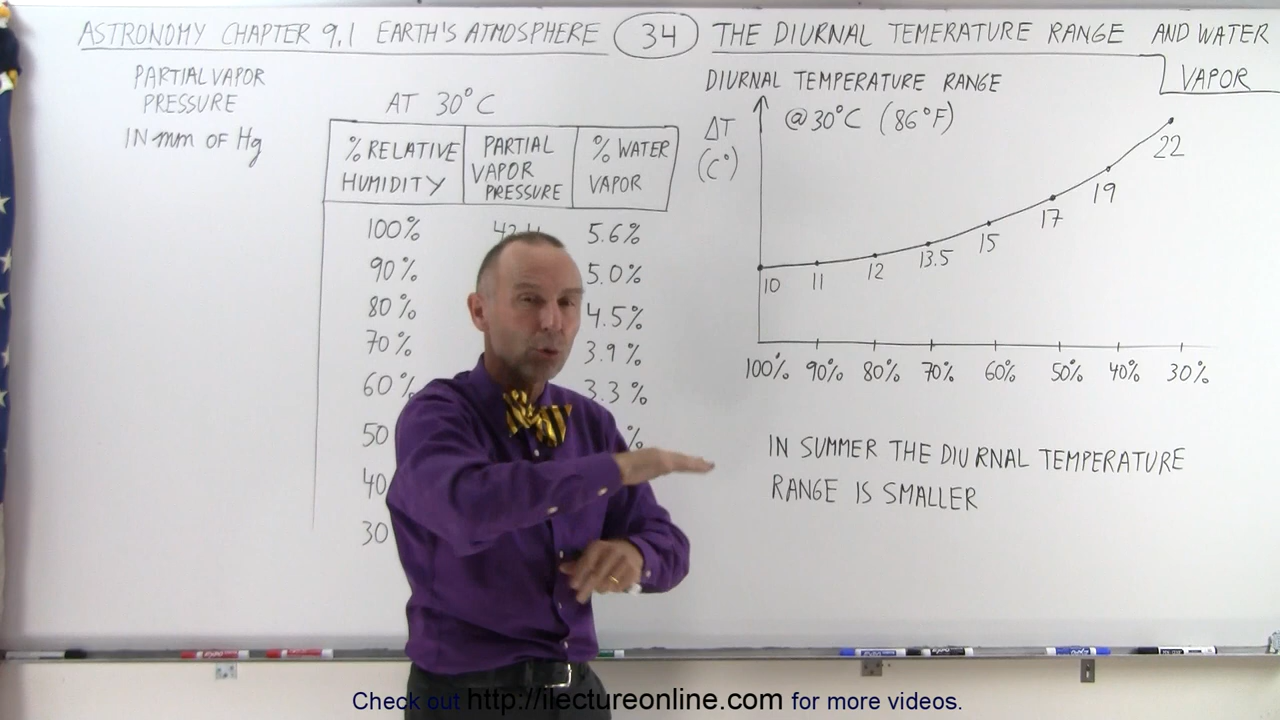 ASTRONOMY CHAPTER 9.1 EARTH'S ATMOSPHERE 34 THE DIURNAL TEMERATURE RANGE AND WATER
VAPOR
PARTIAL VAPOR
PRESSURE
IN mm OF Hg
AT 30°C
% RELATIVE HUMIDITY PARTIAL VAPOR PRESSURE % WATER VAPOR
100% 5.6%
90% 5.0%
80% 4.5%
70% 3.9%
60% 3.3%
50 %
40
30
DIURNAL TEMPERATURE RANGE
@ 30°C (86°F)
ΔT
(C°)
10 11 12 13.5 15 17 19 22
100% 90% 80% 70% 60% 50% 40% 30%
IN SUMMER THE DIURNAL TEMPERATURE
RANGE IS SMALLER
Check out http://ilectureonline.com for more videos.